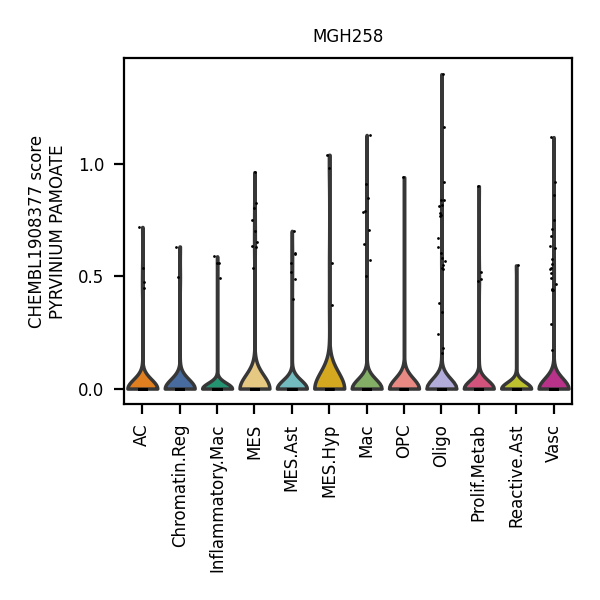 MGH258
CHEMBL1908377 score
PYRVINIUM PAMOATE
1.0
0.5
0.0
AC
Chromatin.Reg
Inflammatory.Mac
MES
MES.Ast
MES.Hyp
Mac
OPC
Oligo
Prolif.Metab
Reactive.Ast
Vasc